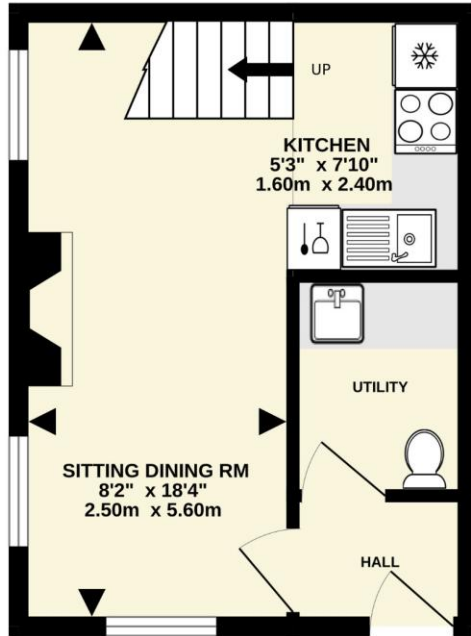 UP
KITCHEN
5'3" x 7'10"
1.60m x 2.40m
UTILITY
SITTING DINING RM
8'2" x 18'4"
2.50m x 5.60m
HALL